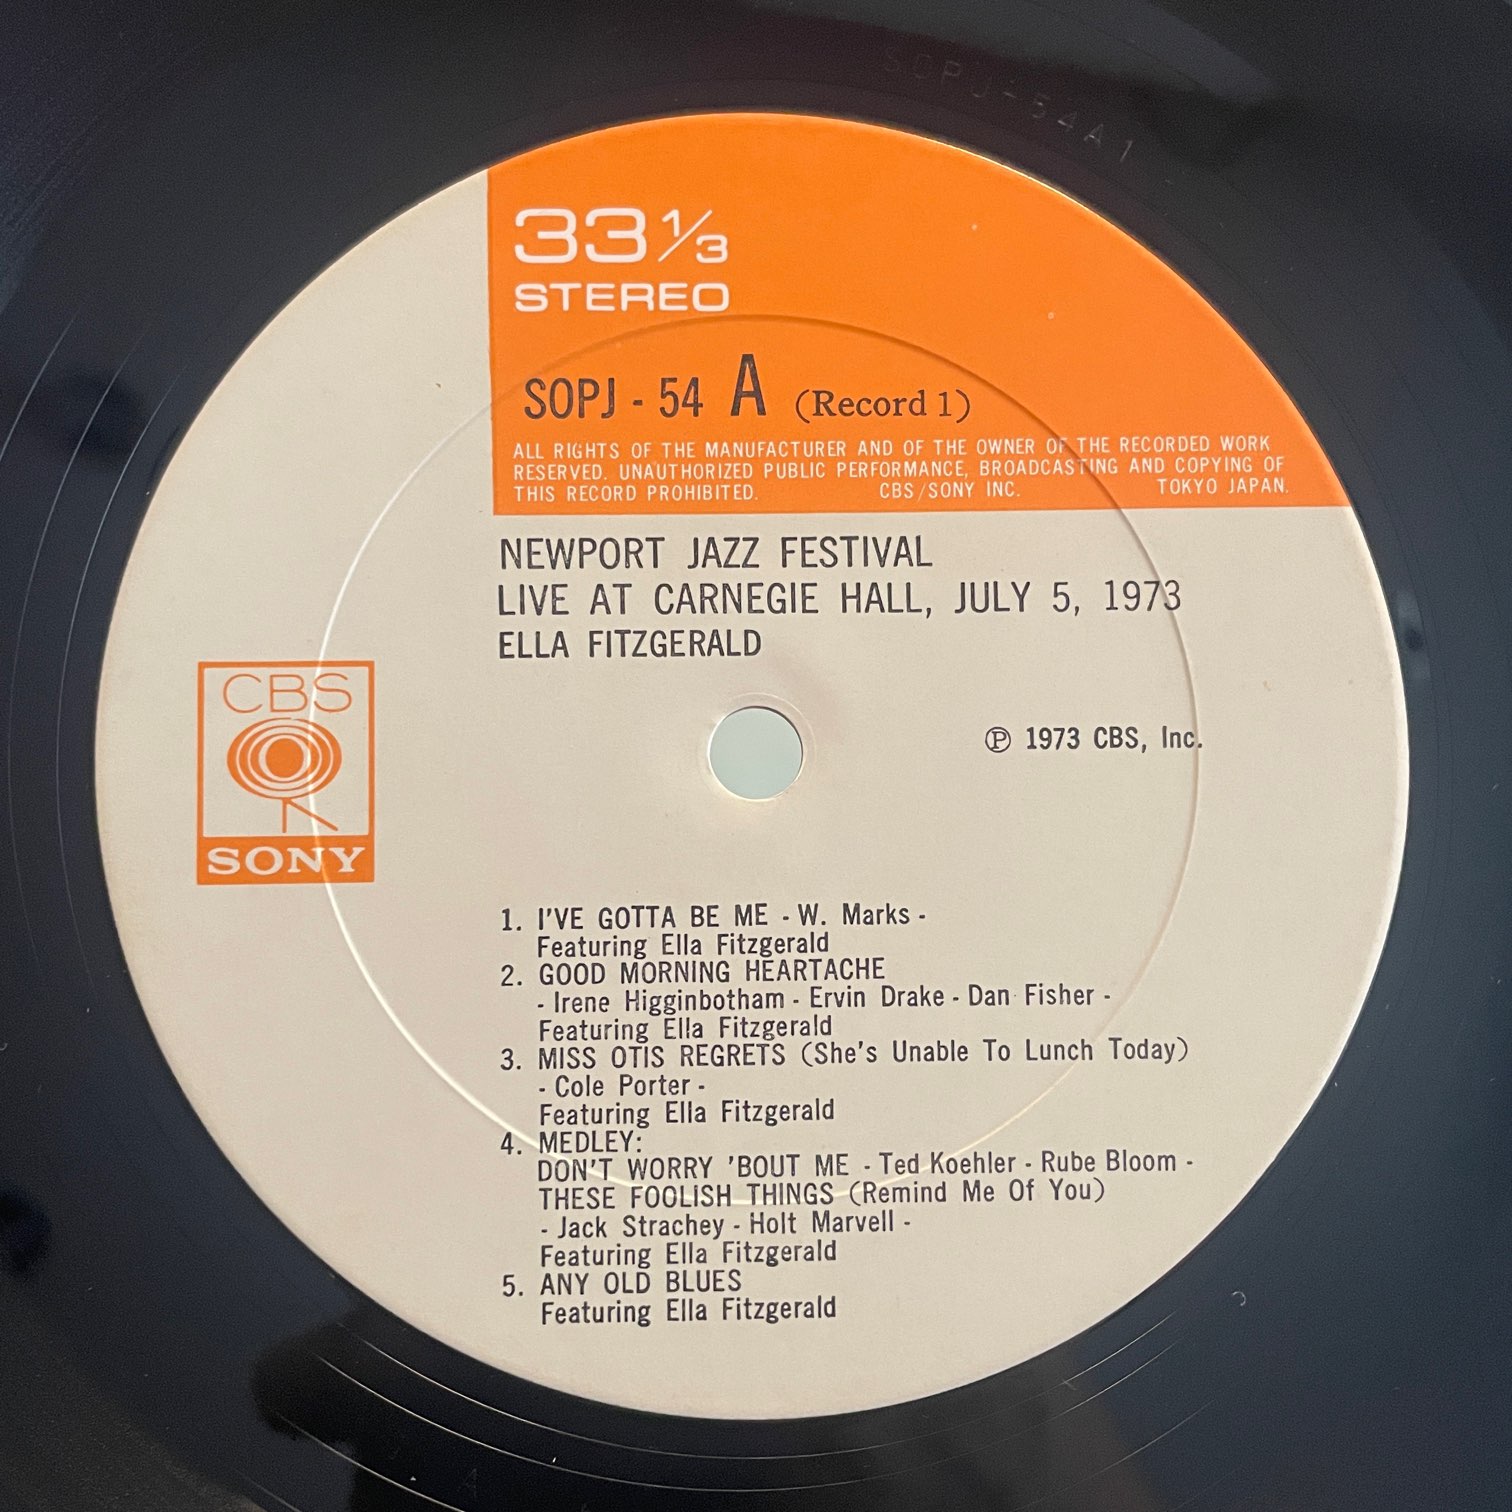 SOPJ-54A1
33 1/3
STEREO
SOPJ - 54 A (Record 1)
ALL RIGHTS OF THE MANUFACTURER AND OF THE OWNER OF THE RECORDED WORK
RESERVED. UNAUTHORIZED PUBLIC PERFORMANCE, BROADCASTING AND COPYING OF
THIS RECORD PROHIBITED. CBS/SONY INC. TOKYO JAPAN.
NEWPORT JAZZ FESTIVAL
LIVE AT CARNEGIE HALL, JULY 5, 1973
ELLA FITZGERALD
CBS
SONY
℗ 1973 CBS, Inc.
1. I'VE GOTTA BE ME - W. Marks -
Featuring Ella Fitzgerald
2. GOOD MORNING HEARTACHE
- Irene Higginbotham - Ervin Drake - Dan Fisher -
Featuring Ella Fitzgerald
3. MISS OTIS REGRETS (She's Unable To Lunch Today)
- Cole Porter -
Featuring Ella Fitzgerald
4. MEDLEY:
DON'T WORRY 'BOUT ME - Ted Koehler - Rube Bloom -
THESE FOOLISH THINGS (Remind Me Of You)
- Jack Strachey - Holt Marvell -
Featuring Ella Fitzgerald
5. ANY OLD BLUES
Featuring Ella Fitzgerald